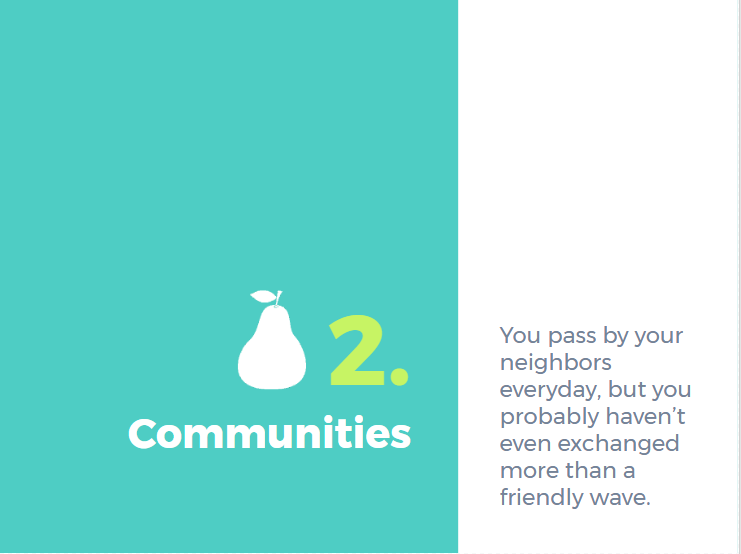 2.
Communities
You pass by your
neighbors
everyday, but you
probably haven’t
even exchanged
more than a
friendly wave.